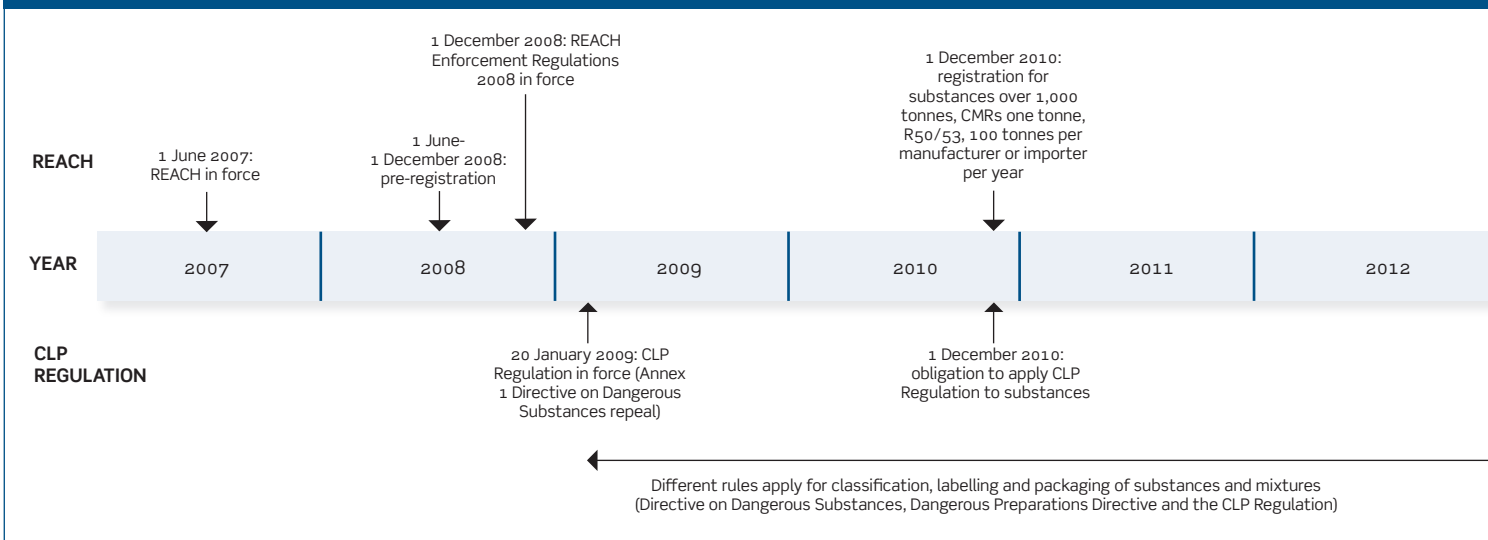 1 December 2008: REACH
Enforcement Regulations
2008 in force
1 December 2010:
registration for
substances over 1,000
tonnes, CMRs one tonne,
R50/53, 100 tonnes per
manufacturer or importer
per year
REACH
1 June 2007:
REACH in force
1 June-
1 December 2008:
pre-registration
YEAR
2007
2008
2009
2010
2011
2012
CLP
REGULATION
20 January 2009: CLP
Regulation in force (Annex
1 Directive on Dangerous
Substances repeal)
1 December 2010:
obligation to apply CLP
Regulation to substances
Different rules apply for classification, labelling and packaging of substances and mixtures
(Directive on Dangerous Substances, Dangerous Preparations Directive and the CLP Regulation)